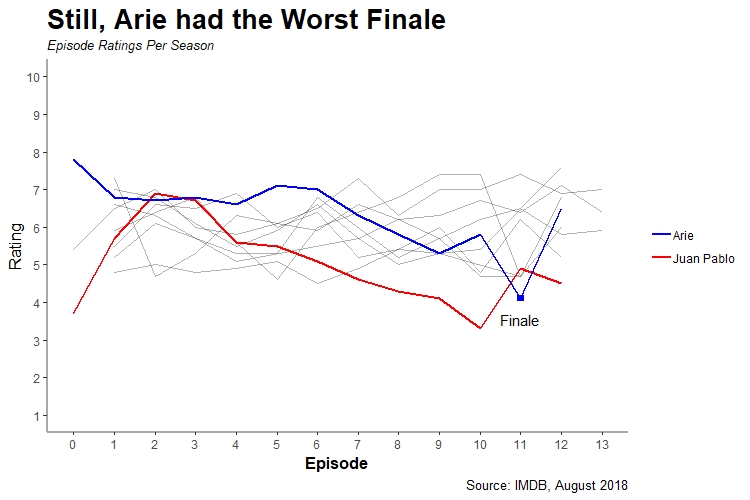 Still, Arie had the Worst Finale
Episode Ratings Per Season
10
9
8
7
6
5
4
3
2
1
Rating
Finale
Arie
Juan Pablo
0 1 2 3 4 5 6 7 8 9 10 11 12 13
Episode
Source: IMDB, August 2018